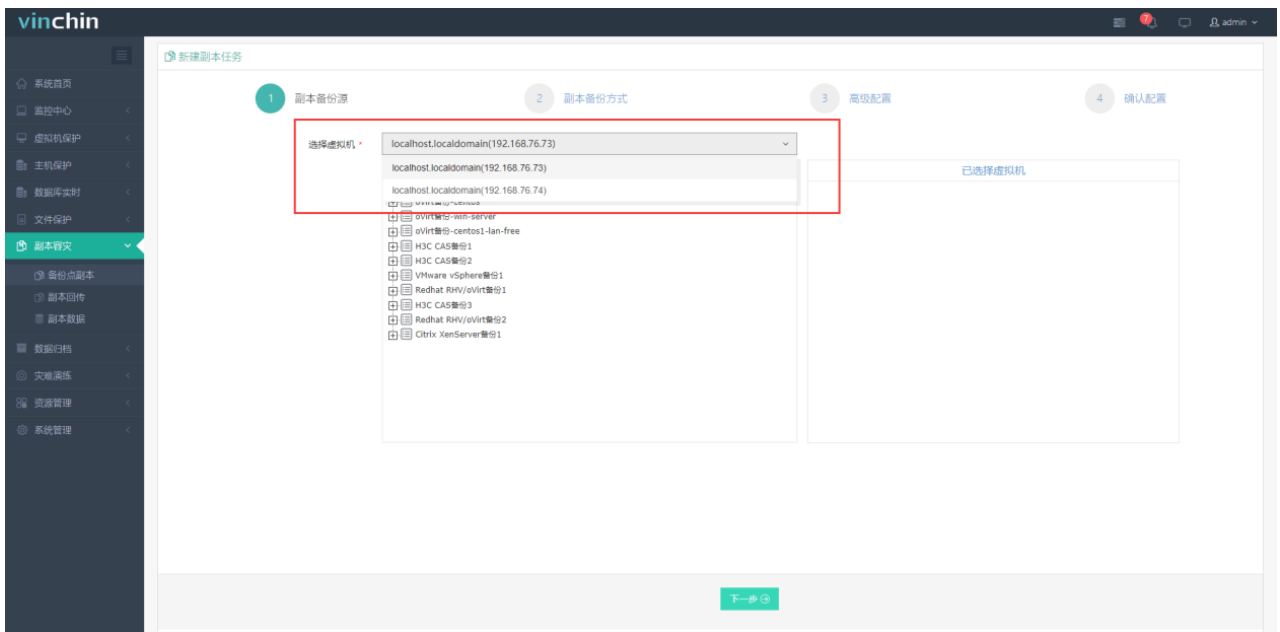 vinchin
7
admin
新建副本任务
系统首页
监控中心
虚拟机保护
主机保护
数据库实时
文件保护
副本容灾
备份点副本
副本回传
副本数据
数据归档
灾难演练
资源管理
系统管理
1 副本备份源
2 副本备份方式
3 高级配置
4 确认配置
选择虚拟机 *
localhost.localdomain(192.168.76.73)
localhost.localdomain(192.168.76.73)
localhost.localdomain(192.168.76.74)
oVirt备份-centos
oVirt备份-win-server
oVirt备份-centos1-lan-free
H3C CAS备份1
H3C CAS备份2
VMware vSphere备份1
Redhat RHV/oVirt备份1
H3C CAS备份3
Redhat RHV/oVirt备份2
Citrix XenServer备份1
已选择虚拟机
下一步